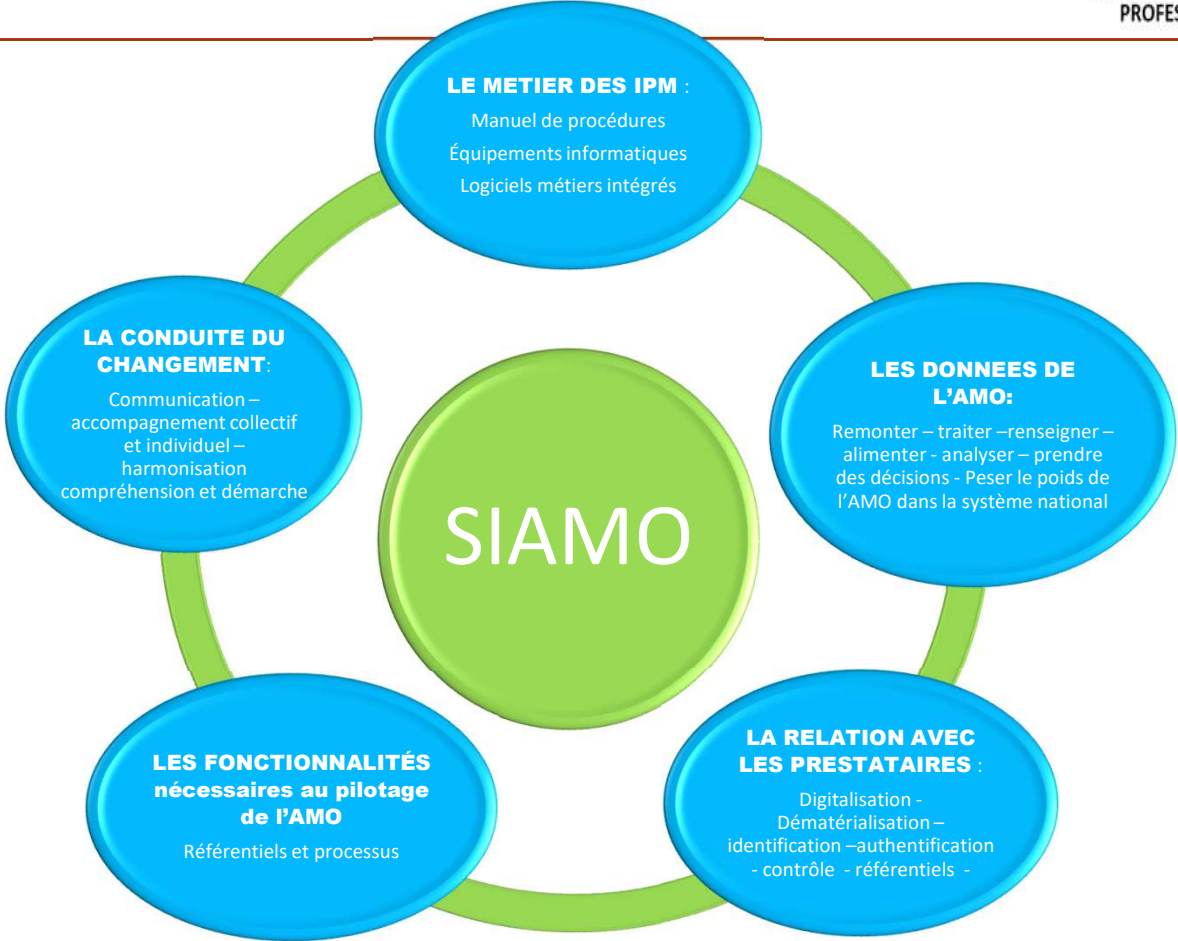 PROFES
LE METIER DES IPM :
Manuel de procédures
Équipements informatiques
Logiciels métiers intégrés
LA CONDUITE DU
CHANGEMENT:
Communication –
accompagnement collectif
et individuel –
harmonisation
compréhension et démarche
LES DONNEES DE
L’AMO:
Remonter – traiter –renseigner –
alimenter - analyser – prendre
des décisions - Peser le poids de
l’AMO dans la système national
SIAMO
LES FONCTIONNALITÉS
nécessaires au pilotage
de l’AMO
Référentiels et processus
LA RELATION AVEC
LES PRESTATAIRES :
Digitalisation -
Dématérialisation –
identification –authentification
- contrôle - référentiels -